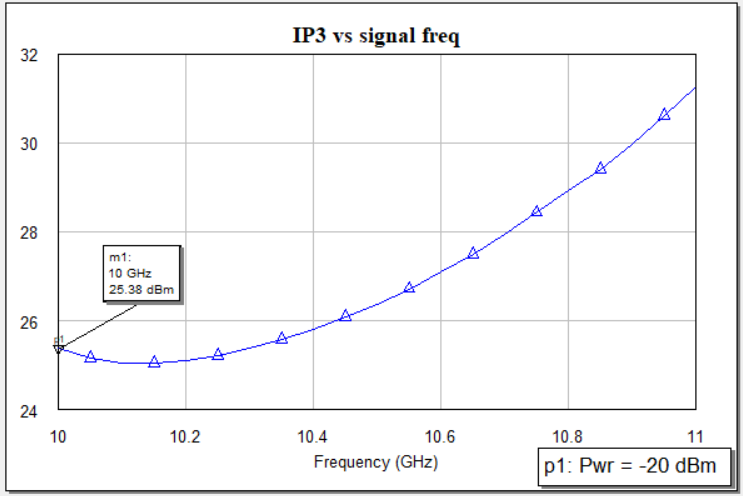 IP3 vs signal freq
32
30
28
26
24
m1:
10 GHz
25.38 dBm
p1
10
10.2
10.4
10.6
10.8
11
Frequency (GHz)
p1: Pwr = -20 dBm